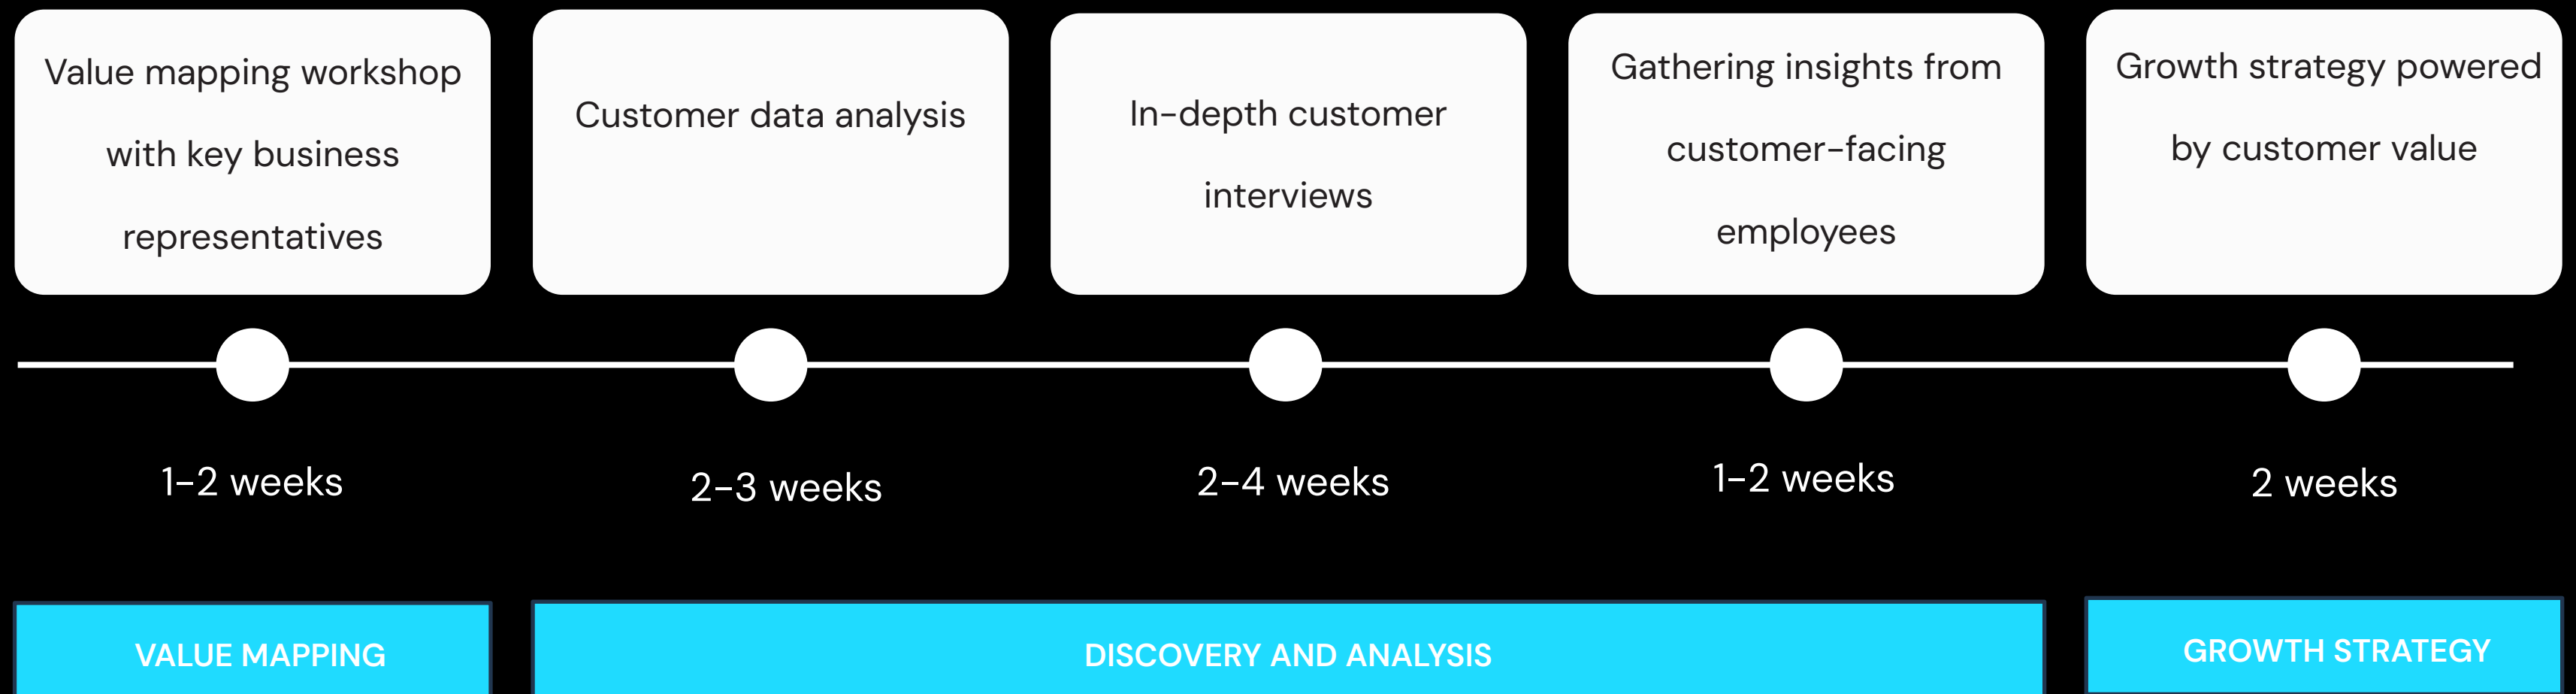 Value mapping workshop
with key business
representatives
Customer data analysis
In-depth customer
interviews
Gathering insights from
customer-facing
employees
Growth strategy powered
by customer value
1-2 weeks
2-3 weeks
2-4 weeks
1-2 weeks
2 weeks
VALUE MAPPING
DISCOVERY AND ANALYSIS
GROWTH STRATEGY